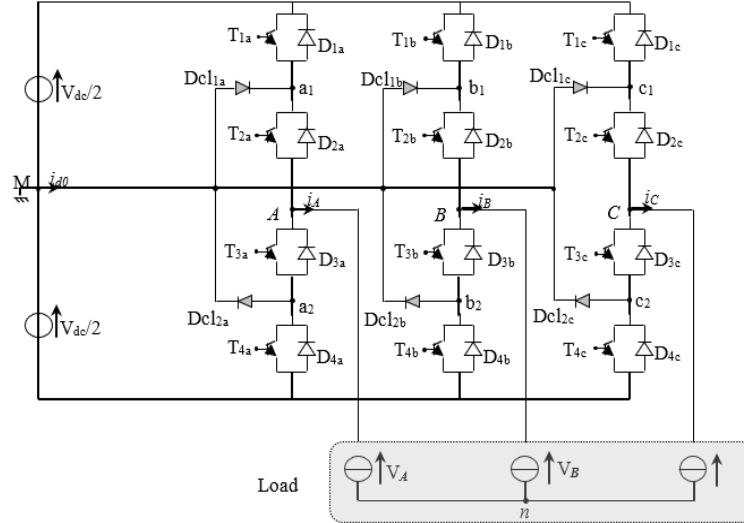 T1a D1a T1b D1b T1c D1c
Dcl1a a1 Dcl1b b1 Dcl1c c1
Vdc/2
T2a D2a T2b D2b T2c D2c
M id0
A iA B iB C iC
T3a D3a T3b D3b T3c D3c
Dcl2a a2 Dcl2b b2 Dcl2c c2
Vdc/2
T4a D4a T4b D4b T4c D4c
Load VA VB
n